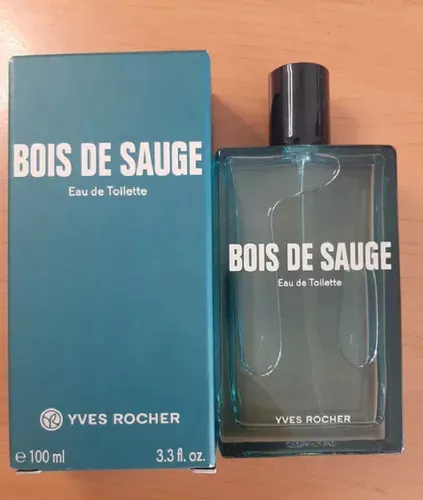 BOIS DE SAUGE
Eau de Toilette
YVES ROCHER
℮ 100 ml 3.3 fl. oz.
BOIS DE SAUGE
Eau de Toilette
YVES ROCHER